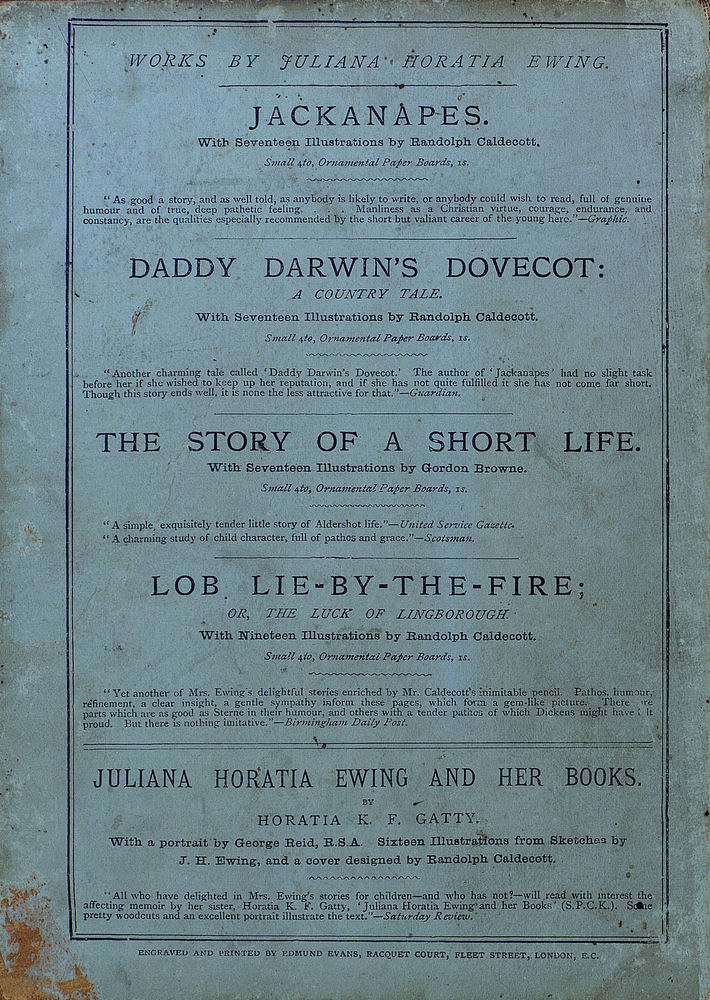 WORKS BY JULIANA HORATIA EWING.
JACKANAPES.
With Seventeen Illustrations by Randolph Caldecott.
Small 4to, Ornamental Paper Boards, 1s.
"As good a story, and as well told, as anybody is likely to write, or anybody could wish to read, full of genuine
humour and of true, deep pathetic feeling. . . . Manliness as a Christian virtue, courage, endurance, and
constancy, are the qualities especially recommended by the short but valiant career of the young hero."—Graphic.
DADDY DARWIN'S DOVECOT:
A COUNTRY TALE.
With Seventeen Illustrations by Randolph Caldecott.
Small 4to, Ornamental Paper Boards, 1s.
"Another charming tale called 'Daddy Darwin's Dovecot.' The author of 'Jackanapes' had no slight task
before her if she wished to keep up her reputation, and if she has not quite fulfilled it she has not come far short.
Though this story ends well, it is none the less attractive for that."—Guardian.
THE STORY OF A SHORT LIFE.
With Seventeen Illustrations by Gordon Browne.
Small 4to, Ornamental Paper Boards, 1s.
"A simple, exquisitely tender little story of Aldershot life."—United Service Gazette.
"A charming study of child character, full of pathos and grace."—Scotsman.
LOB LIE-BY-THE-FIRE;
OR, THE LUCK OF LINGBOROUGH.
With Nineteen Illustrations by Randolph Caldecott.
Small 4to, Ornamental Paper Boards, 1s.
"Yet another of Mrs. Ewing's delightful stories enriched by Mr. Caldecott's inimitable pencil. Pathos, humour,
refinement, a clear insight, a gentle sympathy inform these pages, which form a gem-like picture. There are
parts which are as good as Sterne in their humour, and others with a tender pathos of which Dickens might have
proud. But there is nothing imitative."—Birmingham Daily Post.
JULIANA HORATIA EWING AND HER BOOKS.
BY
HORATIA K. F. GATTY.
With a portrait by George Reid, R.S.A. Sixteen Illustrations from Sketches by
J. H. Ewing, and a cover designed by Randolph Caldecott.
"All who have delighted in Mrs. Ewing's stories for children—and who has not?—will read with interest the
affecting memoir by her sister, Horatia K. F. Gatty, 'Juliana Horatia Ewing and her Books' (S.P.C.K.). Some
pretty woodcuts and an excellent portrait illustrate the text."—Saturday Review.
ENGRAVED AND PRINTED BY EDMUND EVANS, RACQUET COURT, FLEET STREET, LONDON, E.C.